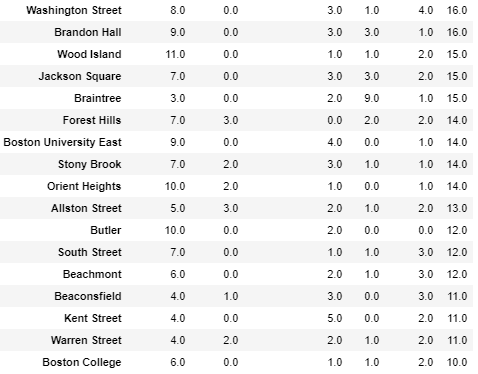 Washington Street 8.0 0.0 3.0 1.0 4.0 16.0
Brandon Hall 9.0 0.0 3.0 3.0 1.0 16.0
Wood Island 11.0 0.0 1.0 1.0 2.0 15.0
Jackson Square 7.0 0.0 3.0 3.0 2.0 15.0
Braintree 3.0 0.0 2.0 9.0 1.0 15.0
Forest Hills 7.0 3.0 0.0 2.0 2.0 14.0
Boston University East 9.0 0.0 4.0 0.0 1.0 14.0
Stony Brook 7.0 2.0 3.0 1.0 1.0 14.0
Orient Heights 10.0 2.0 1.0 0.0 1.0 14.0
Allston Street 5.0 3.0 2.0 1.0 2.0 13.0
Butler 10.0 0.0 2.0 0.0 0.0 12.0
South Street 7.0 0.0 1.0 1.0 3.0 12.0
Beachmont 6.0 0.0 2.0 1.0 3.0 12.0
Beaconsfield 4.0 1.0 3.0 0.0 3.0 11.0
Kent Street 4.0 0.0 5.0 0.0 2.0 11.0
Warren Street 4.0 2.0 2.0 1.0 2.0 11.0
Boston College 6.0 0.0 1.0 1.0 2.0 10.0